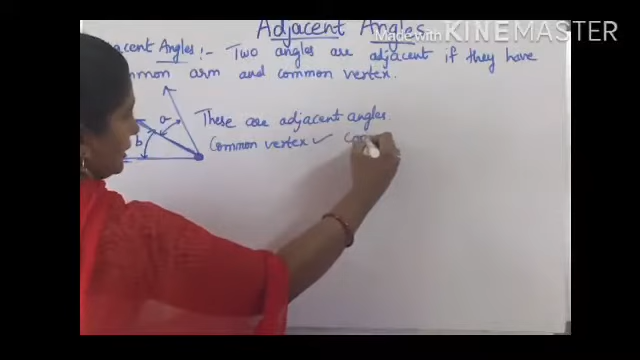 Adjacent Angles
Made with KINEMASTER
acent Angles :- Two angles are adjacent if they have
mmon arm and common vertex.
a
These are adjacent angles.
b
Common vertex ✓